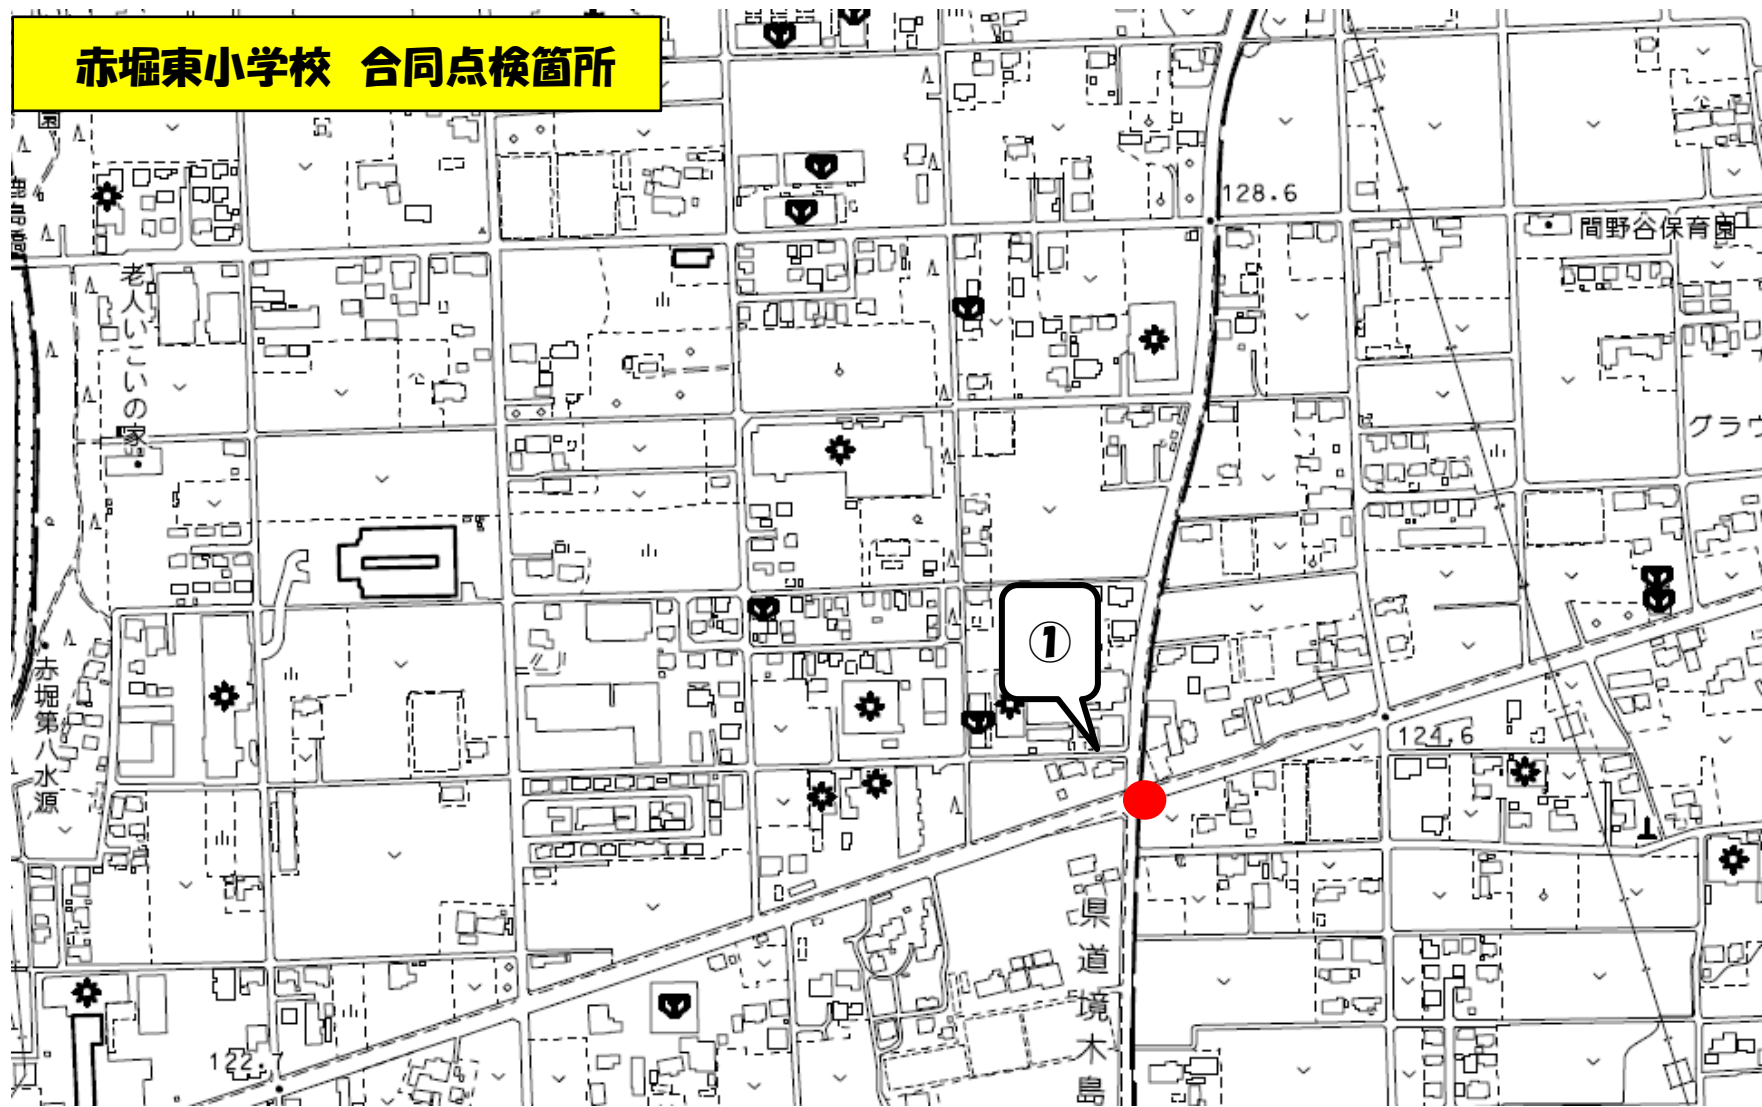 赤堀東小学校 合同点検箇所
園
128.6
間野谷保育園
老人いこいの家
グラウ
①
赤堀第八水源
124.6
県道境木島
122.7